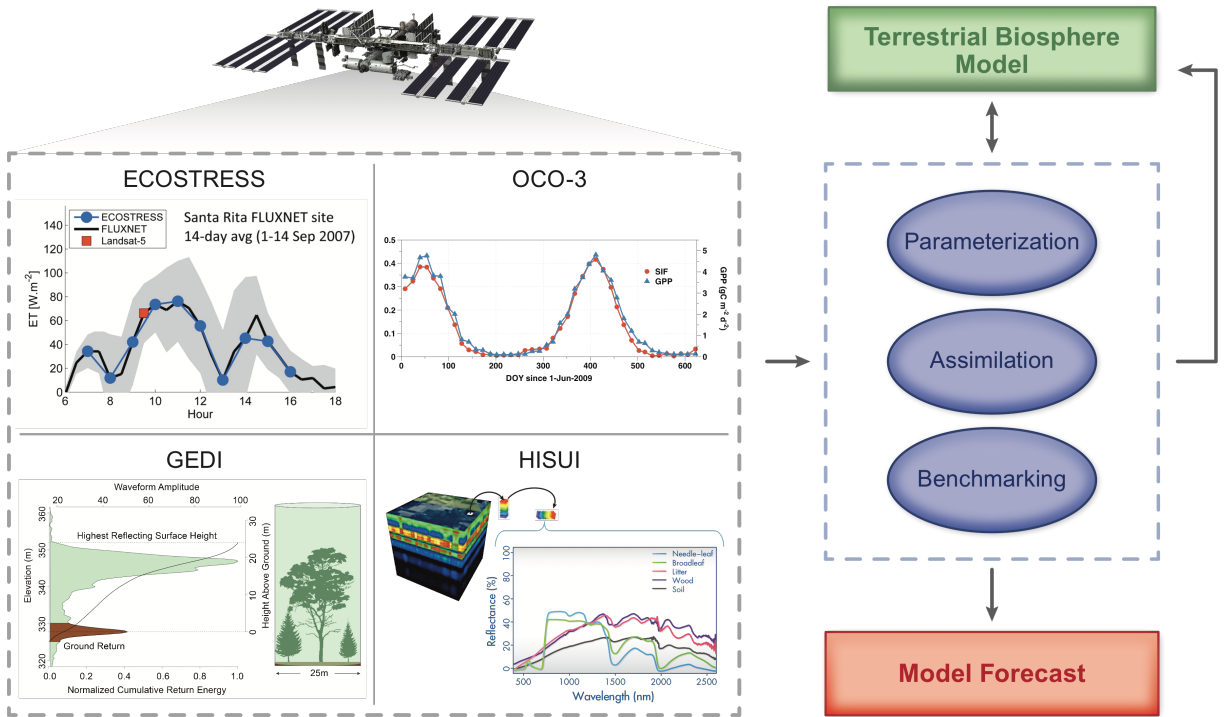 ECOSTRESS
ECOSTRESS
FLUXNET
Landsat-5
Santa Rita FLUXNET site
14-day avg (1-14 Sep 2007)
ET [W.m⁻²]
140
120
100
80
60
40
20
0
6
8
10
12
14
16
18
Hour
OCO-3
0.5
0.4
0.3
0.2
0.1
0
5
4
3
2
1
0
SIF
GPP
GPP (gC m⁻² d⁻²)
0
100
200
300
400
500
600
DOY since 1-Jun-2009
GEDI
Waveform Amplitude
20
40
60
80
100
Elevation (m)
360
350
340
330
320
Highest Reflecting Surface Height
Ground Return
30
20
10
0
Height Above Ground (m)
0.0
0.2
0.4
0.6
0.8
1.0
Normalized Cumulative Return Energy
25m
HISUI
Reflectance (%)
100
80
60
40
20
0
Needle-leaf
Broadleaf
Litter
Wood
Soil
500
1000
1500
2000
2500
Wavelength (nm)
Terrestrial Biosphere
Model
Parameterization
Assimilation
Benchmarking
Model Forecast